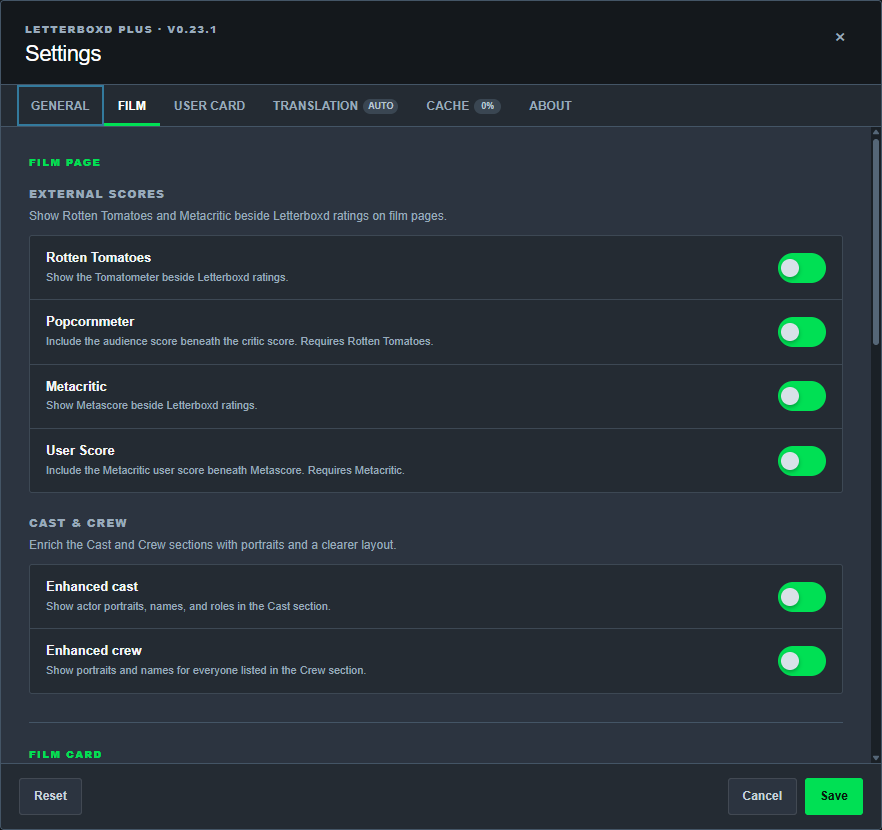 LETTERBOXD PLUS · V0.23.1
Settings
×
GENERAL FILM USER CARD TRANSLATION AUTO CACHE 0% ABOUT
FILM PAGE
EXTERNAL SCORES
Show Rotten Tomatoes and Metacritic beside Letterboxd ratings on film pages.
Rotten Tomatoes
Show the Tomatometer beside Letterboxd ratings.
Popcornmeter
Include the audience score beneath the critic score. Requires Rotten Tomatoes.
Metacritic
Show Metascore beside Letterboxd ratings.
User Score
Include the Metacritic user score beneath Metascore. Requires Metacritic.
CAST & CREW
Enrich the Cast and Crew sections with portraits and a clearer layout.
Enhanced cast
Show actor portraits, names, and roles in the Cast section.
Enhanced crew
Show portraits and names for everyone listed in the Crew section.
FILM CARD
Reset Cancel Save